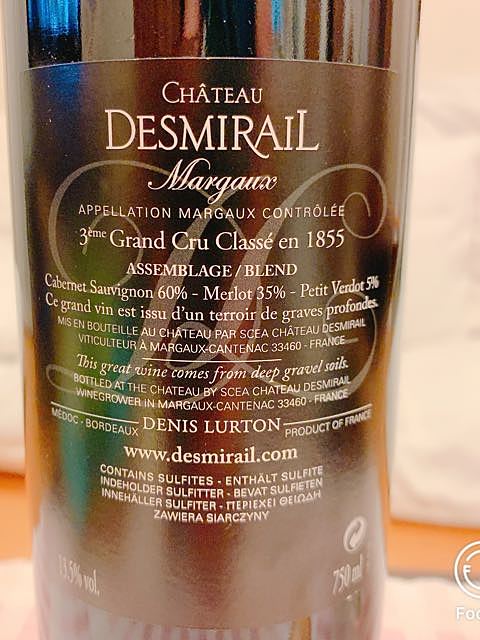 CHÂTEAU
DESMIRAIL
Margaux
APPELLATION MARGAUX CONTRÔLÉE
3ème Grand Cru Classé en 1855
ASSEMBLAGE / BLEND
Cabernet Sauvignon 60% - Merlot 35% - Petit Verdot 5%
Ce grand vin est issu d'un terroir de graves profondes.
MIS EN BOUTEILLE AU CHÂTEAU PAR SCEA CHÂTEAU DESMIRAIL
VITICULTEUR À MARGAUX-CANTENAC 33460 - FRANCE
This great wine comes from deep gravel soils.
BOTTLED AT THE CHATEAU BY SCEA CHATEAU DESMIRAIL
WINEGROWER IN MARGAUX-CANTENAC 33460 - FRANCE
MÉDOC - BORDEAUX DENIS LURTON PRODUCT OF FRANCE
www.desmirail.com
CONTAINS SULFITES - ENTHÄLT SULFITE
INDEHOLDER SULFITTER - BEVAT SULFIETEN
INNEHÅLLER SULFITER - ΠΕΡΙΕΧΕΙ ΘΕΙΩΔΗ
ZAWIERA SIARCZYNY
13.5% vol. 750 ml